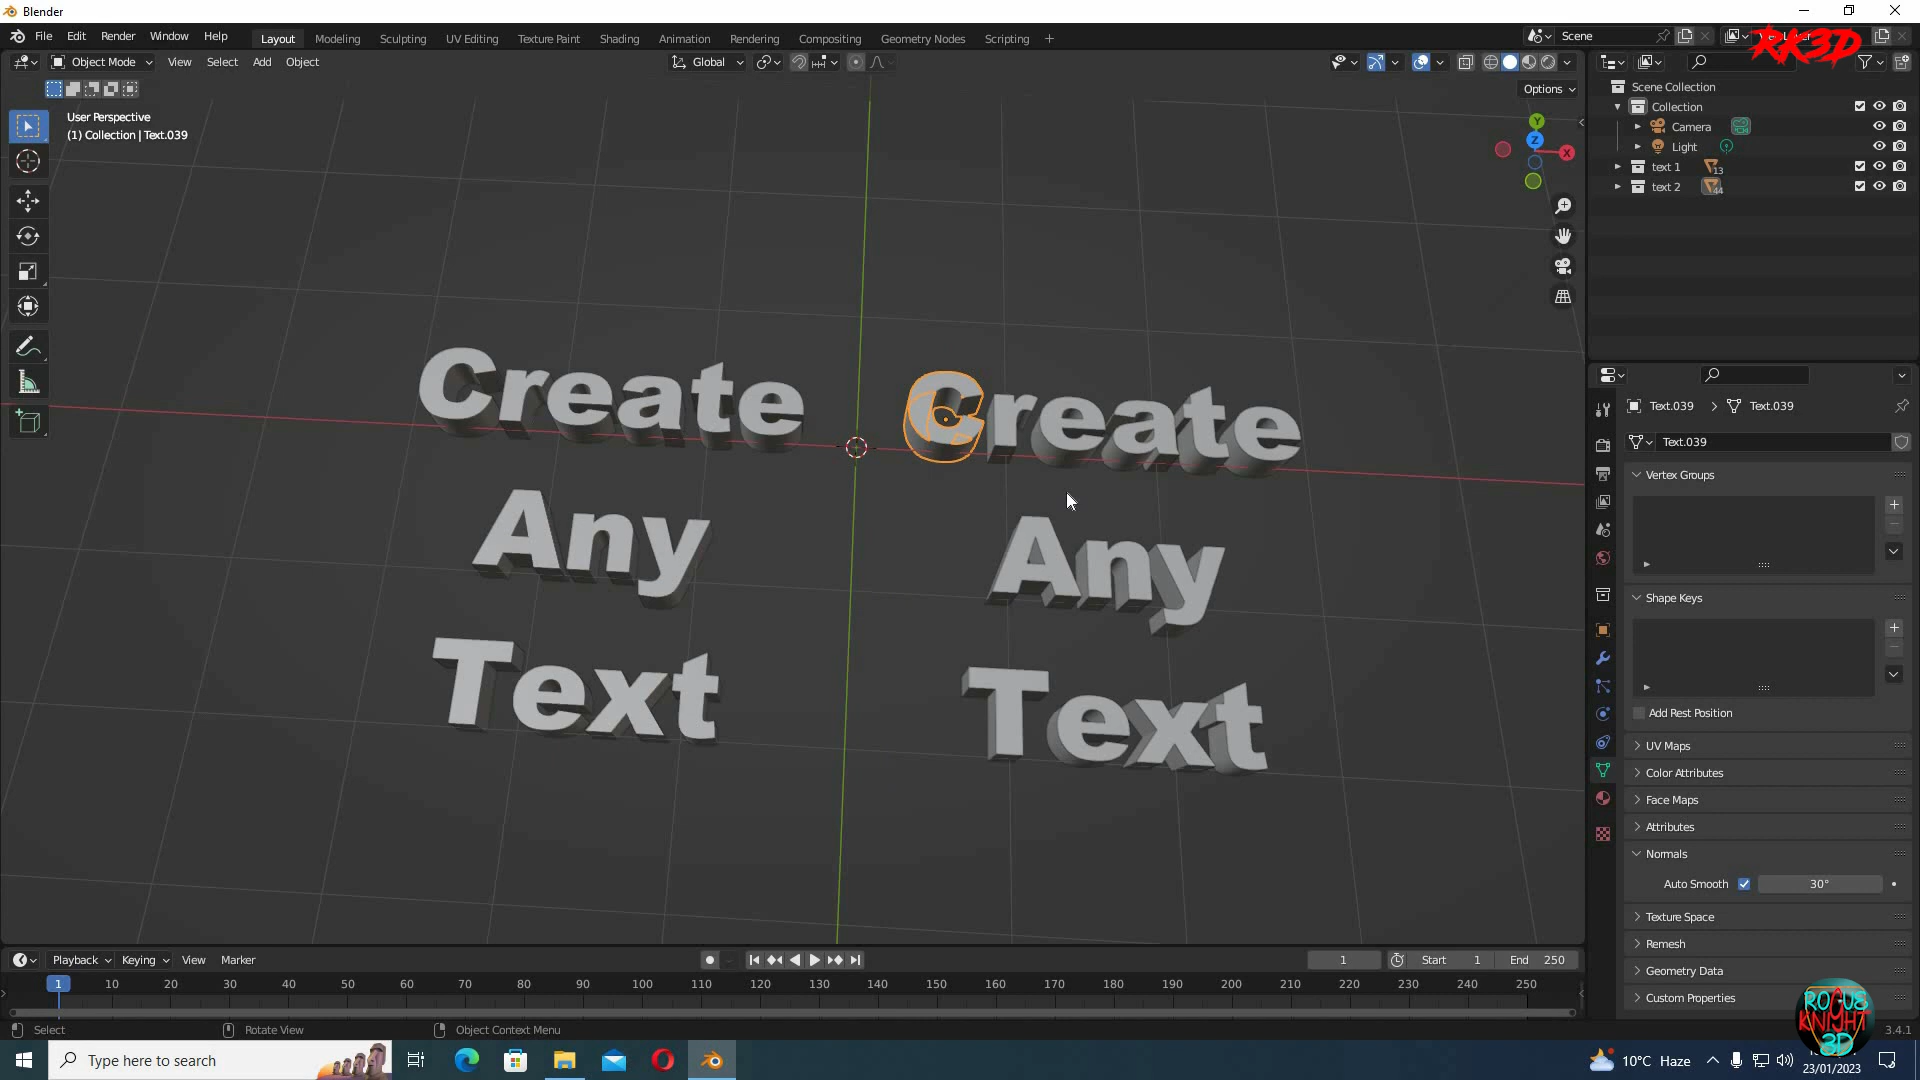 Blender
File Edit Render Window Help Layout Modeling Sculpting UV Editing Texture Paint Shading Animation Rendering Compositing Geometry Nodes Scripting + Scene
RK3D
Object Mode View Select Add Object Global
Options
User Perspective
(1) Collection | Text.039
Y
Z
X
Scene Collection
Collection
Camera
Light
text 1 13
text 2 44
Create Create
Any Any
Text Text
Text.039 > Text.039
Text.039
Vertex Groups
Shape Keys
Add Rest Position
UV Maps
Color Attributes
Face Maps
Attributes
Normals
Auto Smooth 30°
Texture Space
Remesh
Geometry Data
Custom Properties
Playback Keying View Marker 1 Start 1 End 250
1 10 20 30 40 50 60 70 80 90 100 110 120 130 140 150 160 170 180 190 200 210 220 230 240 250
Select Rotate View Object Context Menu 3.4.1
ROGUE
KNIGHT
3D
Type here to search 10°C Haze
23/01/2023